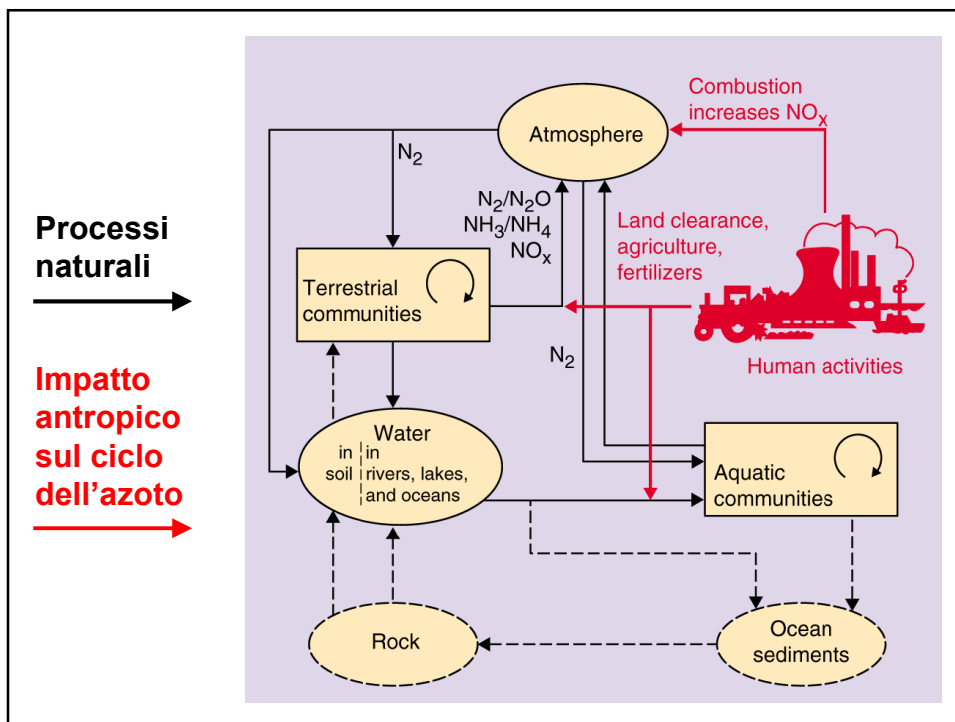 Processi
naturali
Impatto
antropico
sul ciclo
dell’azoto
Combustion
increases NOx
Atmosphere
N2
N2/N2O
NH3/NH4
NOx
Land clearance,
agriculture,
fertilizers
Terrestrial
communities
N2
Human activities
Water
in in
soil rivers, lakes,
and oceans
Aquatic
communities
Rock
Ocean
sediments